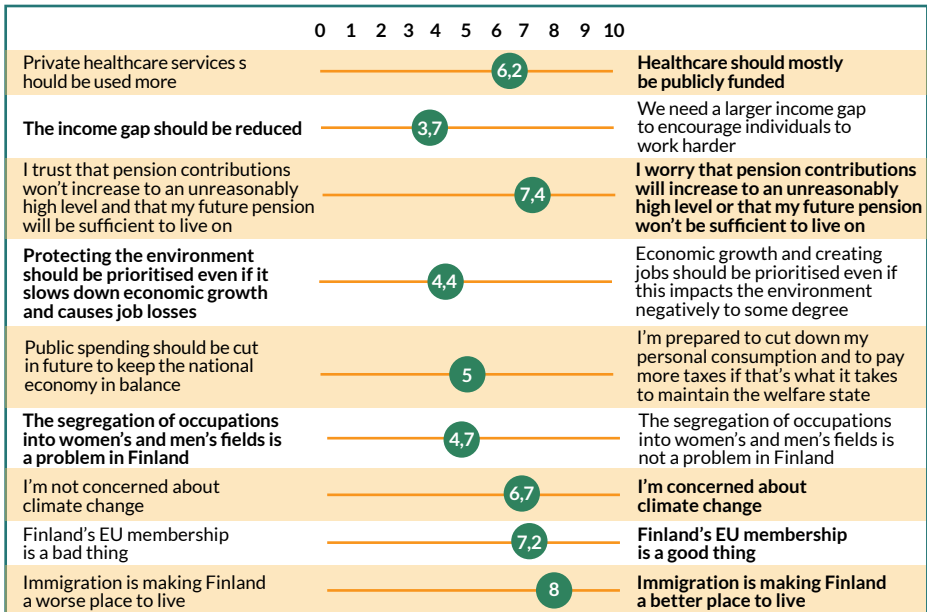 0 1 2 3 4 5 6 7 8 9 10
Private healthcare services s
hould be used more
6,2
Healthcare should mostly
be publicly funded
The income gap should be reduced
3,7
We need a larger income gap
to encourage individuals to
work harder
I trust that pension contributions
won't increase to an unreasonably
high level and that my future pension
will be sufficient to live on
7,4
I worry that pension contributions
will increase to an unreasonably
high level or that my future pension
won't be sufficient to live on
Protecting the environment
should be prioritised even if it
slows down economic growth
and causes job losses
4,4
Economic growth and creating
jobs should be prioritised even if
this impacts the environment
negatively to some degree
Public spending should be cut
in future to keep the national
economy in balance
5
I'm prepared to cut down my
personal consumption and to pay
more taxes if that's what it takes
to maintain the welfare state
The segregation of occupations
into women's and men's fields is
a problem in Finland
4,7
The segregation of occupations
into women's and men's fields is
not a problem in Finland
I'm not concerned about
climate change
6,7
I'm concerned about
climate change
Finland's EU membership
is a bad thing
7,2
Finland's EU membership
is a good thing
Immigration is making Finland
a worse place to live
8
Immigration is making Finland
a better place to live